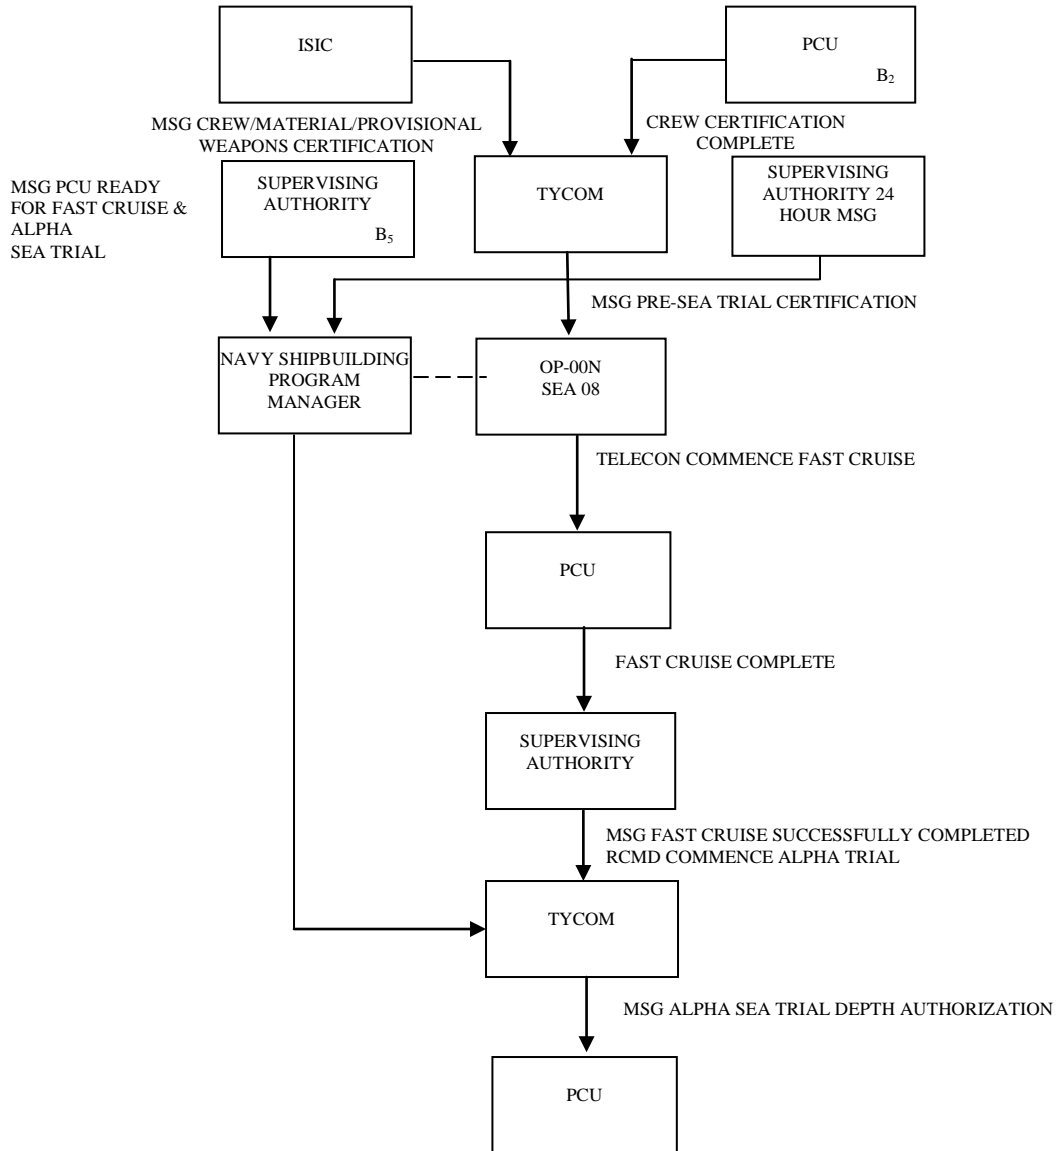 ISIC
PCU
B₂
MSG CREW/MATERIAL/PROVISIONAL
WEAPONS CERTIFICATION
CREW CERTIFICATION
COMPLETE
MSG PCU READY
FOR FAST CRUISE &
ALPHA
SEA TRIAL
SUPERVISING
AUTHORITY
B₅
TYCOM
SUPERVISING
AUTHORITY 24
HOUR MSG
MSG PRE-SEA TRIAL CERTIFICATION
NAVY SHIPBUILDING
PROGRAM
MANAGER
OP-00N
SEA 08
TELECON COMMENCE FAST CRUISE
PCU
FAST CRUISE COMPLETE
SUPERVISING
AUTHORITY
MSG FAST CRUISE SUCCESSFULLY COMPLETED
RCMD COMMENCE ALPHA TRIAL
TYCOM
MSG ALPHA SEA TRIAL DEPTH AUTHORIZATION
PCU